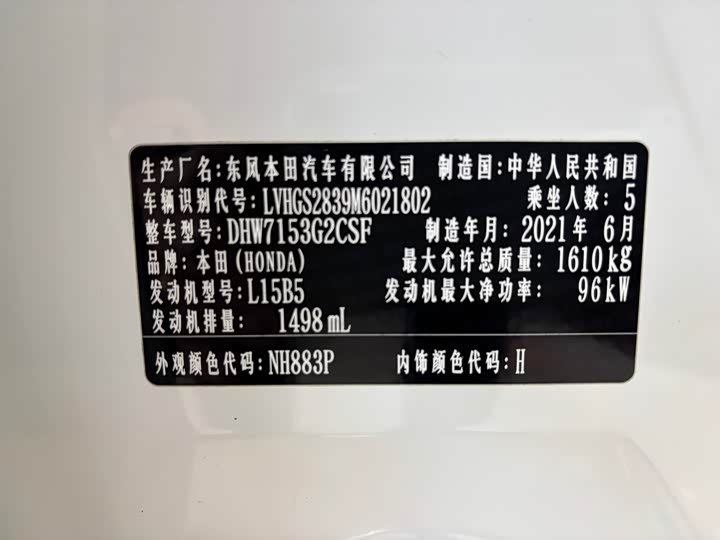 生产厂名:东风本田汽车有限公司 制造国:中华人民共和国
车辆识别代号:LVHGS2839M6021802 乘坐人数:5
整车型号:DHW7153G2CSF 制造年月:2021年6月
品牌:本田(HONDA) 最大允许总质量:1610kg
发动机型号:L15B5 发动机最大净功率:96kW
发动机排量:1498mL
外观颜色代码:NH883P 内饰颜色代码:H